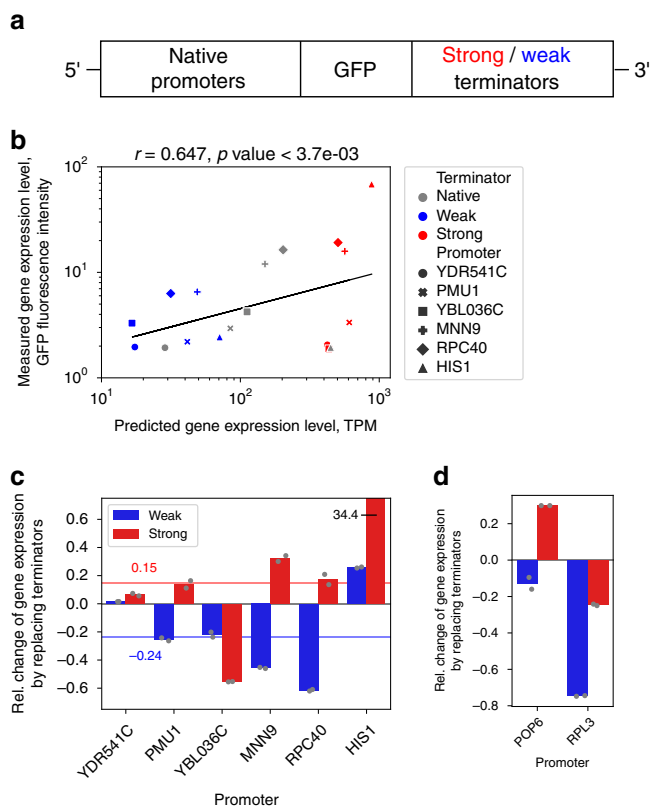 a
5′
Native
promoters
GFP
Strong / weak
terminators
3′
b
r = 0.647, p value < 3.7e-03
Measured gene expression level,
GFP fluorescence intensity
10²
10¹
10⁰
10¹
10²
10³
Predicted gene expression level, TPM
Terminator
Native
Weak
Strong
Promoter
YDR541C
PMU1
YBL036C
MNN9
RPC40
HIS1
c
Rel. change of gene expression
by replacing terminators
0.6
0.4
0.2
0.0
−0.2
−0.4
−0.6
Weak
Strong
34.4
0.15
−0.24
YDR541C
PMU1
YBL036C
MNN9
RPC40
HIS1
Promoter
d
Rel. change of gene expression
by replacing terminators
0.2
0.0
−0.2
−0.4
−0.6
−0.8
POP6
RPL3
Promoter